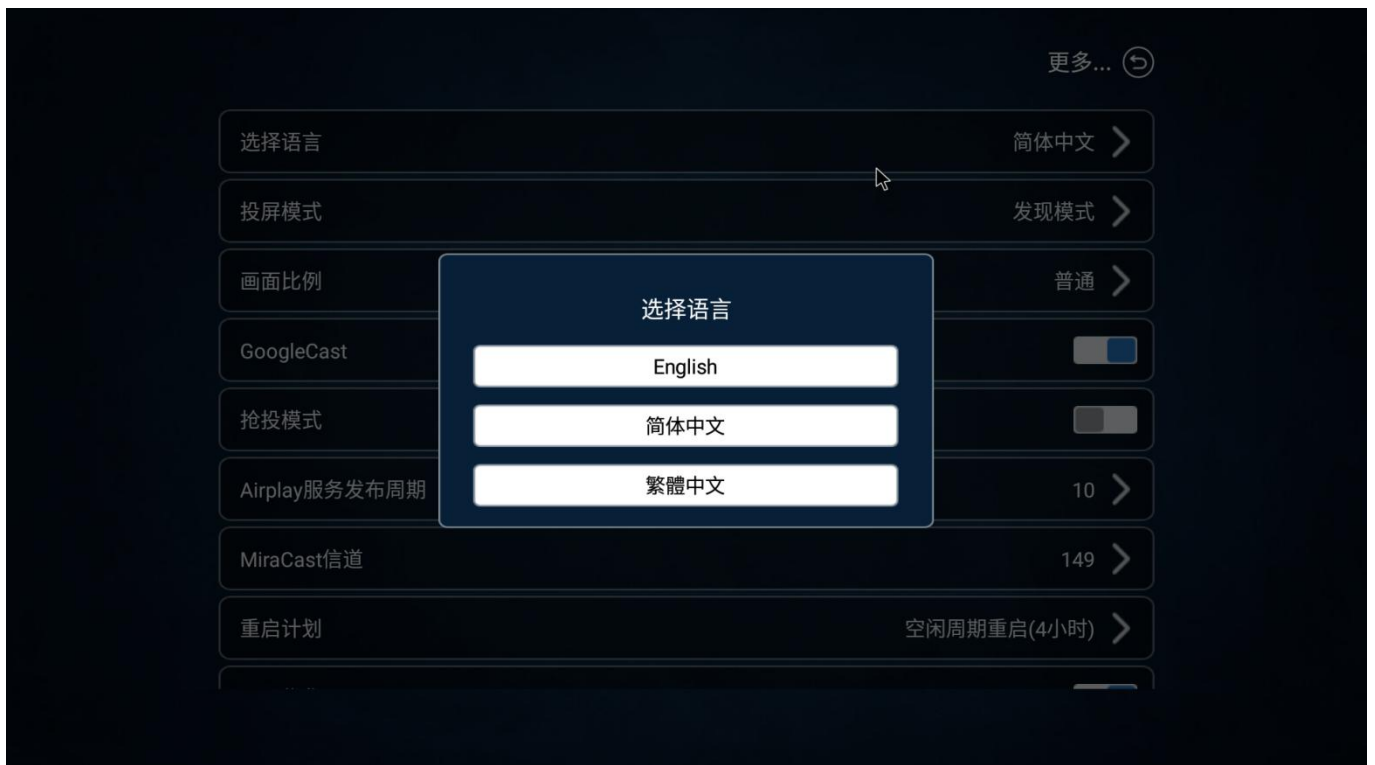 更多...
选择语言 简体中文
投屏模式 发现模式
画面比例 普通
GoogleCast
抢投模式
Airplay服务发布周期 10
MiraCast信道 149
重启计划 空闲周期重启(4小时)
选择语言
English
简体中文
繁體中文